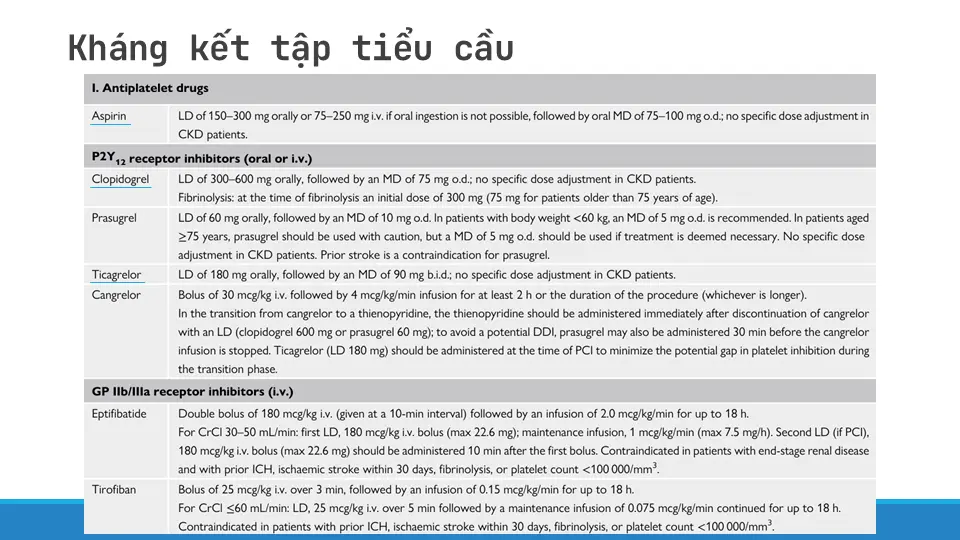 Kháng kết tập tiểu cầu
I. Antiplatelet drugs
Aspirin
LD of 150–300 mg orally or 75–250 mg i.v. if oral ingestion is not possible, followed by oral MD of 75–100 mg o.d.; no specific dose adjustment in
CKD patients.
P2Y12 receptor inhibitors (oral or i.v.)
Clopidogrel
LD of 300–600 mg orally, followed by an MD of 75 mg o.d.; no specific dose adjustment in CKD patients.
Fibrinolysis: at the time of fibrinolysis an initial dose of 300 mg (75 mg for patients older than 75 years of age).
Prasugrel
LD of 60 mg orally, followed by an MD of 10 mg o.d. In patients with body weight <60 kg, an MD of 5 mg o.d. is recommended. In patients aged
≥75 years, prasugrel should be used with caution, but a MD of 5 mg o.d. should be used if treatment is deemed necessary. No specific dose
adjustment in CKD patients. Prior stroke is a contraindication for prasugrel.
Ticagrelor
LD of 180 mg orally, followed by an MD of 90 mg b.i.d.; no specific dose adjustment in CKD patients.
Cangrelor
Bolus of 30 mcg/kg i.v. followed by 4 mcg/kg/min infusion for at least 2 h or the duration of the procedure (whichever is longer).
In the transition from cangrelor to a thienopyridine, the thienopyridine should be administered immediately after discontinuation of cangrelor
with an LD (clopidogrel 600 mg or prasugrel 60 mg); to avoid a potential DDI, prasugrel may also be administered 30 min before the cangrelor
infusion is stopped. Ticagrelor (LD 180 mg) should be administered at the time of PCI to minimize the potential gap in platelet inhibition during
the transition phase.
GP IIb/IIIa receptor inhibitors (i.v.)
Eptifibatide
Double bolus of 180 mcg/kg i.v. (given at a 10-min interval) followed by an infusion of 2.0 mcg/kg/min for up to 18 h.
For CrCl 30–50 mL/min: first LD, 180 mcg/kg i.v. bolus (max 22.6 mg); maintenance infusion, 1 mcg/kg/min (max 7.5 mg/h). Second LD (if PCI),
180 mcg/kg i.v. bolus (max 22.6 mg) should be administered 10 min after the first bolus. Contraindicated in patients with end-stage renal disease
and with prior ICH, ischaemic stroke within 30 days, fibrinolysis, or platelet count <100 000/mm3.
Tirofiban
Bolus of 25 mcg/kg i.v. over 3 min, followed by an infusion of 0.15 mcg/kg/min for up to 18 h.
For CrCl ≤60 mL/min: LD, 25 mcg/kg i.v. over 5 min followed by a maintenance infusion of 0.075 mcg/kg/min continued for up to 18 h.
Contraindicated in patients with prior ICH, ischaemic stroke within 30 days, fibrinolysis, or platelet count <100 000/mm3.